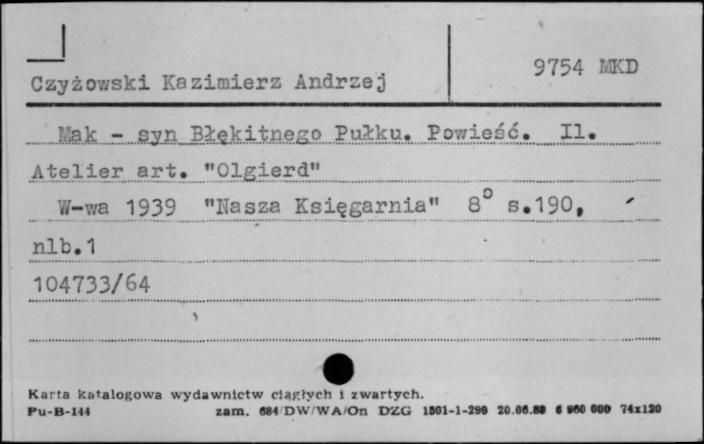 9754 MKD
Czyżowski Kazimierz Andrzej
Mak - syn Błękitnego Pułku. Powieść. Il.
Atelier art. "Olgierd"
W-wa 1939 "Nasza Księgarnia" 8° s.190,
nlb.1
104733/64
Karta katalogowa wydawnictw ciągłych i zwartych.
Pu-B-144 zam. 684/DW/WA/On DZG 1801-1-290 20.06.80 6 960 000 74x120